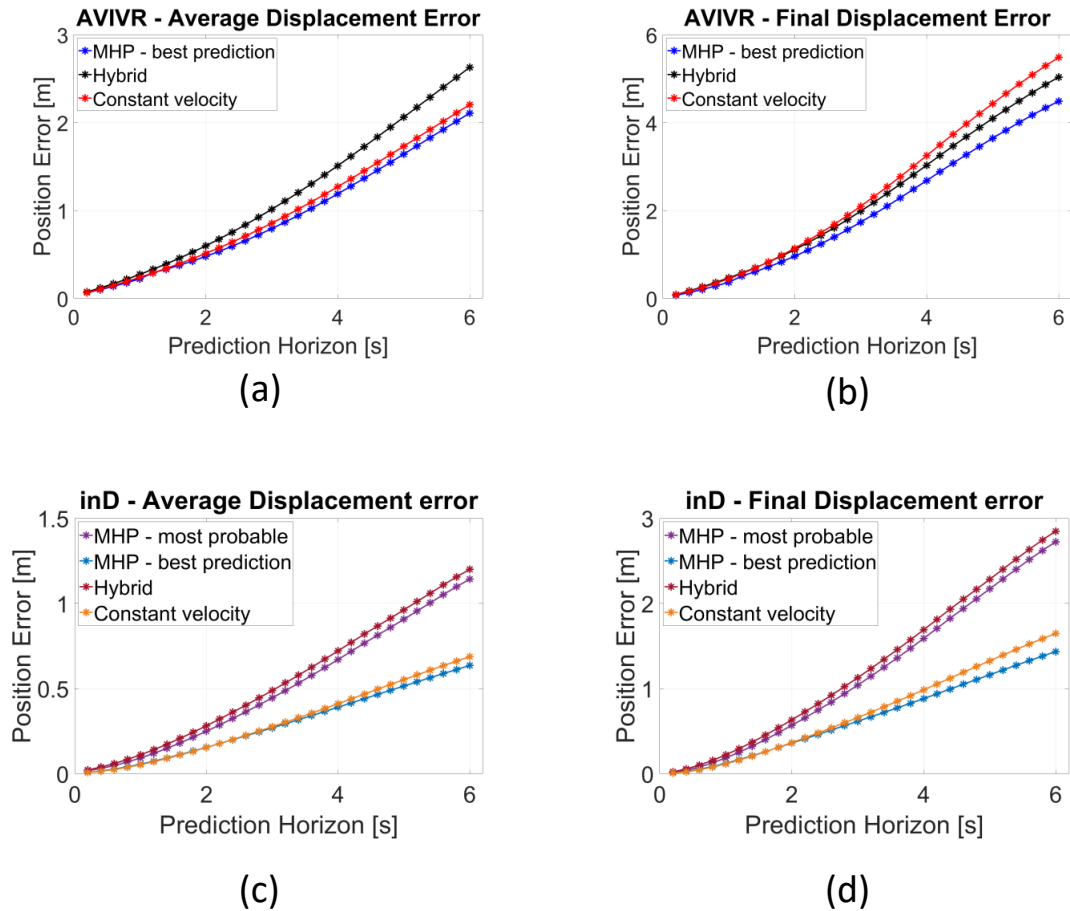 AVIVR - Average Displacement Error
Position Error [m]
3
2
1
0
MHP - best prediction
Hybrid
Constant velocity
0 2 4 6
Prediction Horizon [s]
(a)
AVIVR - Final Displacement Error
Position Error [m]
6
4
2
0
MHP - best prediction
Hybrid
Constant velocity
0 2 4 6
Prediction Horizon [s]
(b)
inD - Average Displacement error
Position Error [m]
1.5
1
0.5
0
MHP - most probable
MHP - best prediction
Hybrid
Constant velocity
0 2 4 6
Prediction Horizon [s]
(c)
inD - Final Displacement error
Position Error [m]
3
2
1
0
MHP - most probable
MHP - best prediction
Hybrid
Constant velocity
0 2 4 6
Prediction Horizon [s]
(d)